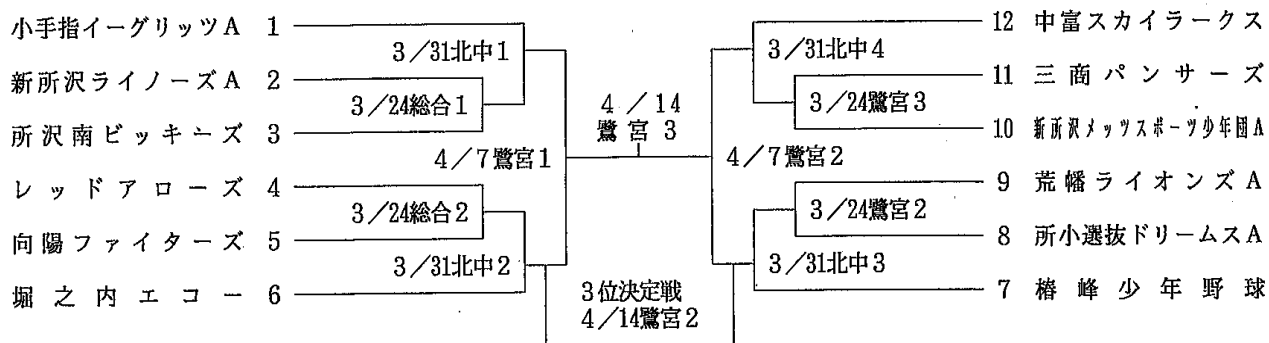 小手指イーグリッツA 1
3/31北中1
新所沢ライノーズA 2
3/24総合1
所沢南ビッキーズ 3
4/7鷺宮1
レッドアローズ 4
3/24総合2
向陽ファイターズ 5
3/31北中2
堀之内エコー 6
4/14
鷺宮3
3位決定戦
4/14鷺宮2
12 中富スカイラークス
3/31北中4
11 三商パンサーズ
3/24鷺宮3
10 新所沢メッツスポーツ少年団A
4/7鷺宮2
9 荒幡ライオンズA
3/24鷺宮2
8 所小選抜ドリームスA
3/31北中3
7 椿峰少年野球